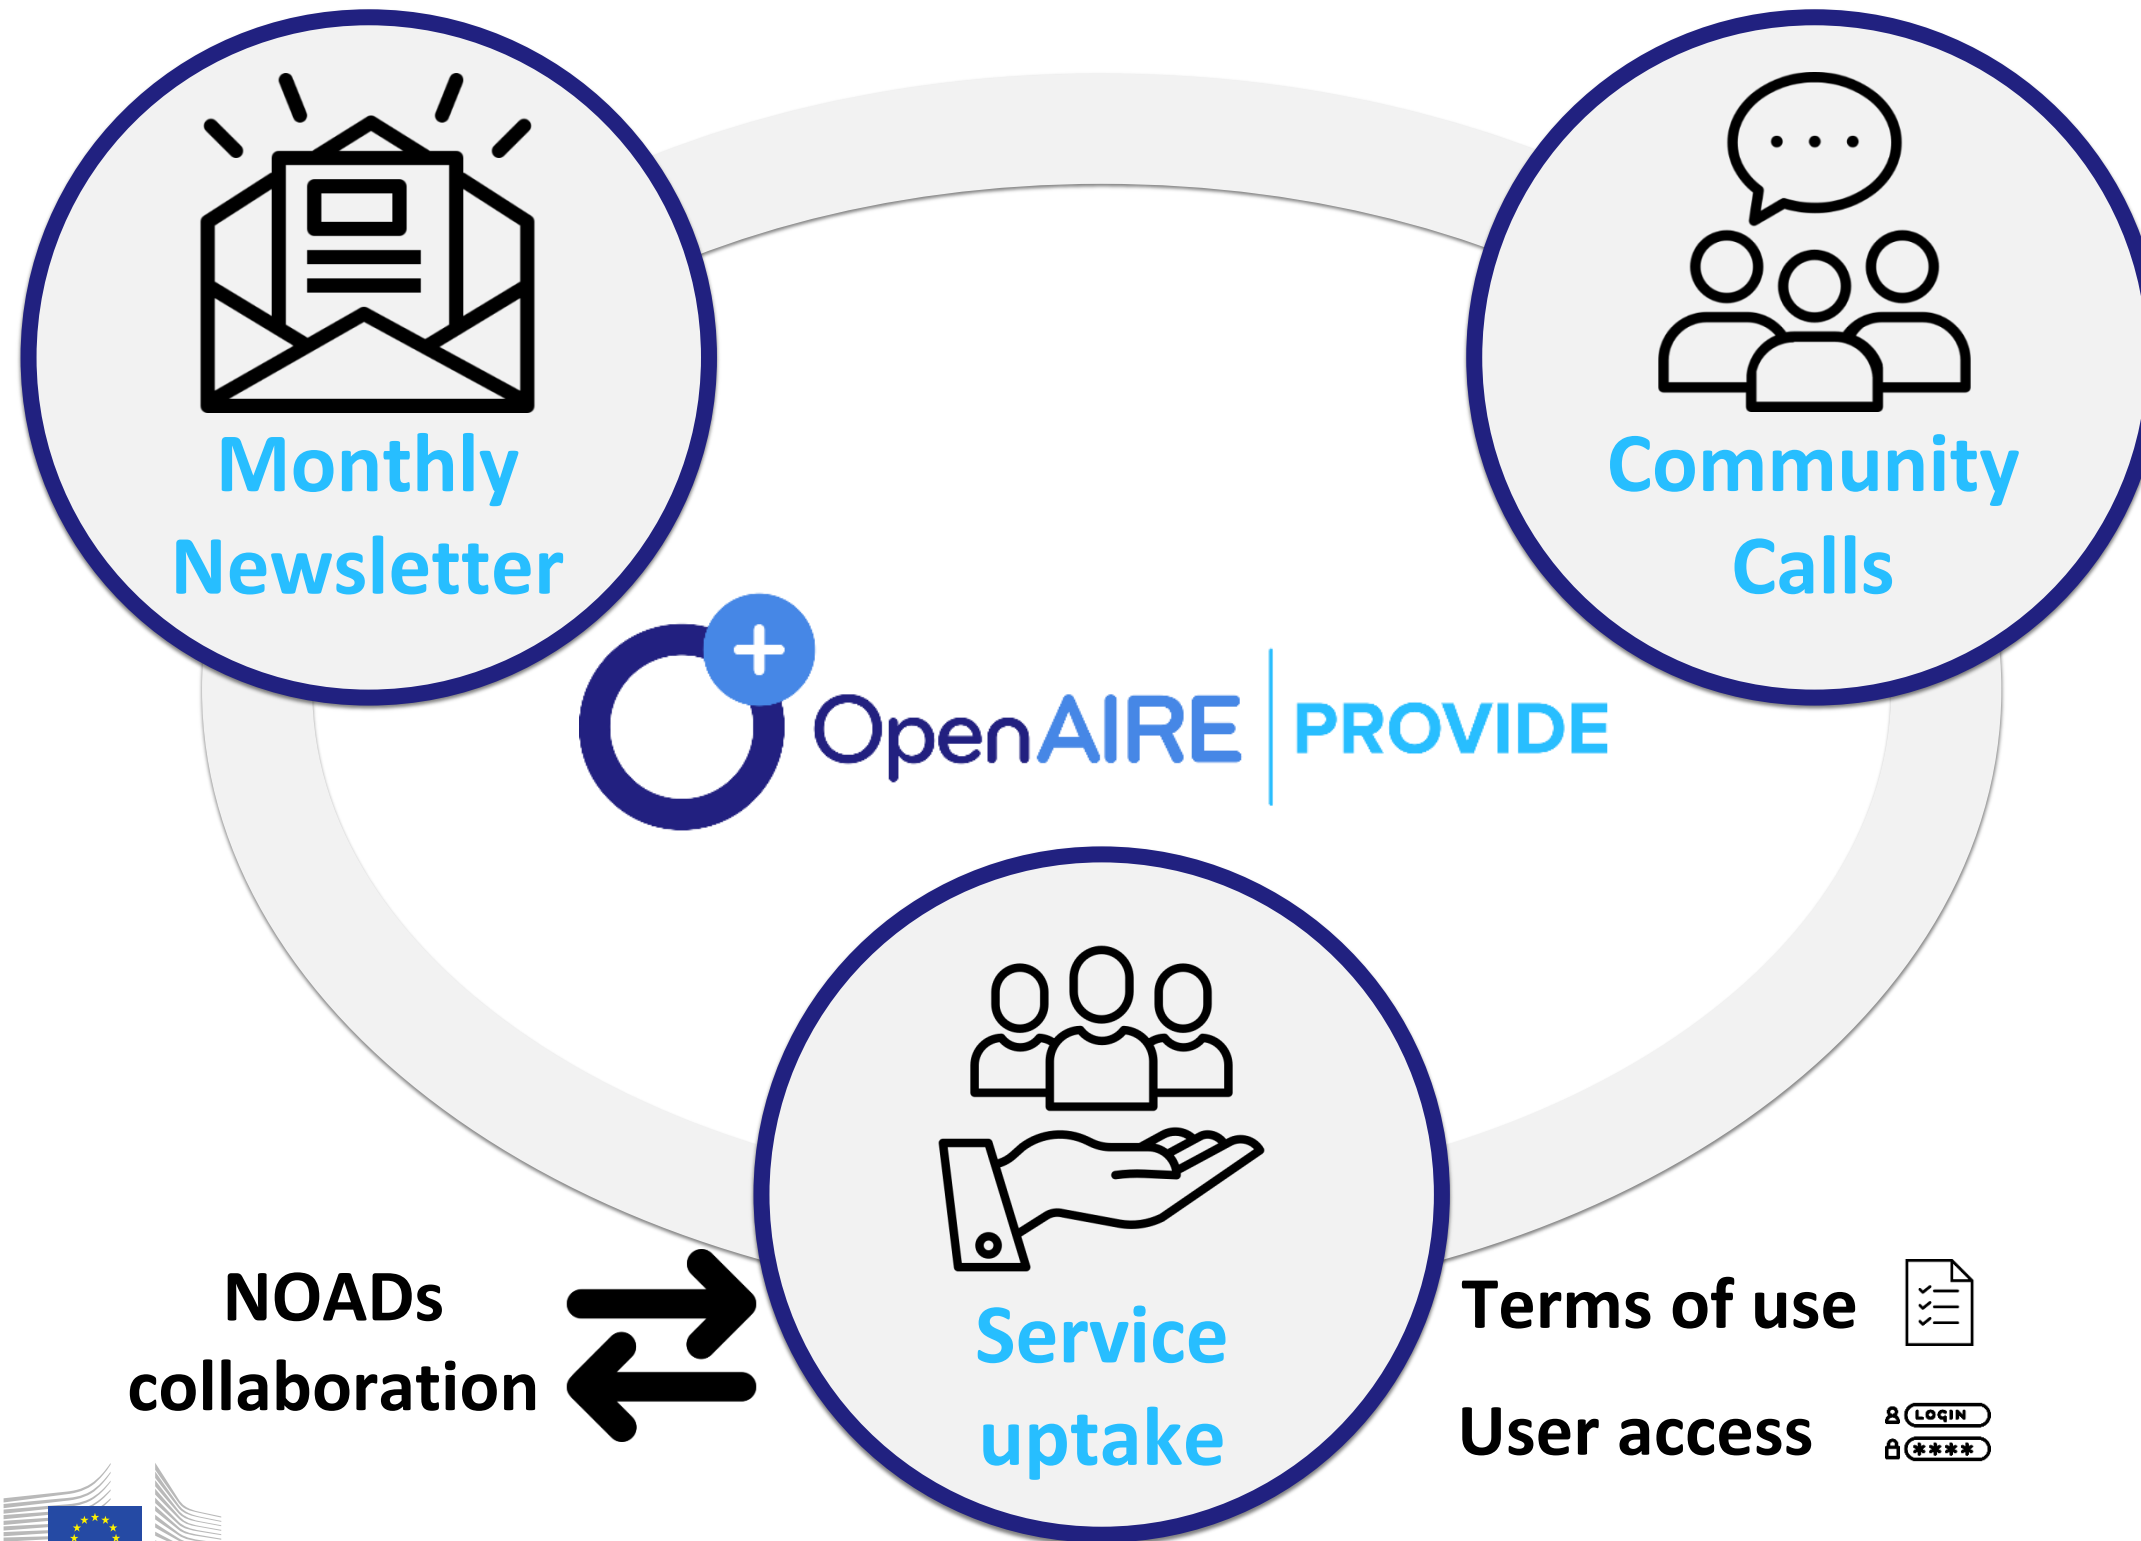 Monthly
Newsletter
Community
Calls
OpenAIRE PROVIDE
NOADs
collaboration
Service
uptake
Terms of use
User access
LOGIN
****